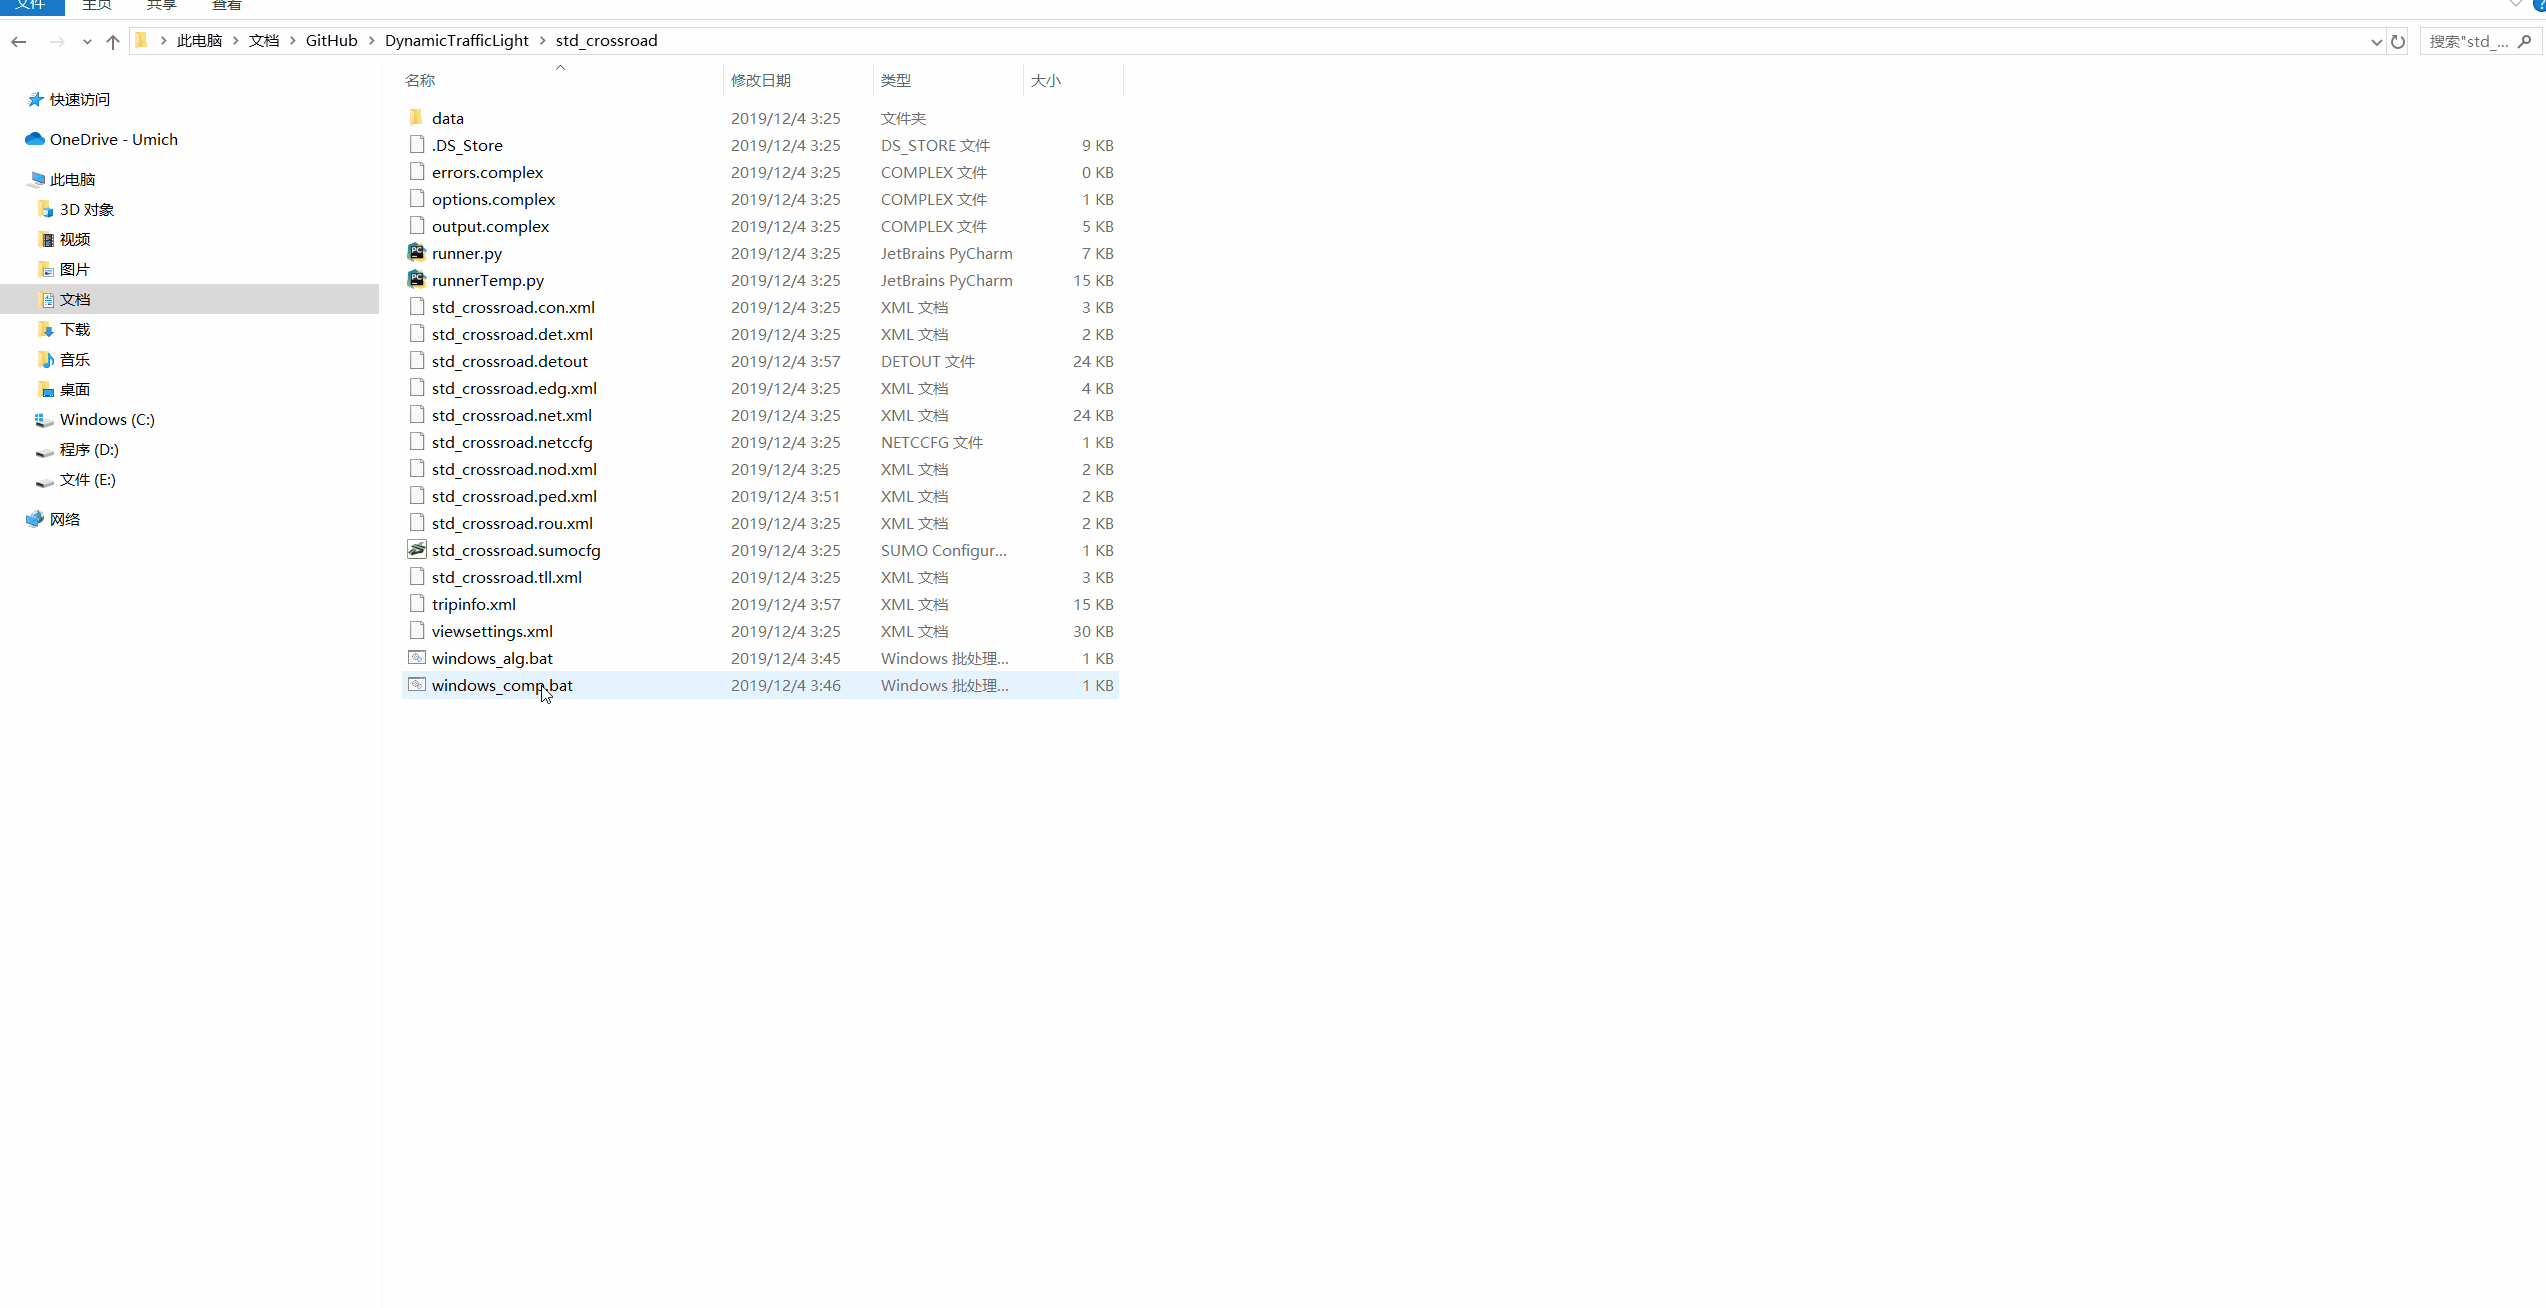 文件 主页 共享 查看
此电脑 文档 GitHub DynamicTrafficLight std_crossroad 搜索"std_...
名称 修改日期 类型 大小
快速访问
OneDrive - Umich
此电脑
3D 对象
视频
图片
文档
下载
音乐
桌面
Windows (C:)
程序 (D:)
文件 (E:)
网络
data 2019/12/4 3:25 文件夹
.DS_Store 2019/12/4 3:25 DS_STORE 文件 9 KB
errors.complex 2019/12/4 3:25 COMPLEX 文件 0 KB
options.complex 2019/12/4 3:25 COMPLEX 文件 1 KB
output.complex 2019/12/4 3:25 COMPLEX 文件 5 KB
runner.py 2019/12/4 3:25 JetBrains PyCharm 7 KB
runnerTemp.py 2019/12/4 3:25 JetBrains PyCharm 15 KB
std_crossroad.con.xml 2019/12/4 3:25 XML 文档 3 KB
std_crossroad.det.xml 2019/12/4 3:25 XML 文档 2 KB
std_crossroad.detout 2019/12/4 3:57 DETOUT 文件 24 KB
std_crossroad.edg.xml 2019/12/4 3:25 XML 文档 4 KB
std_crossroad.net.xml 2019/12/4 3:25 XML 文档 24 KB
std_crossroad.netccfg 2019/12/4 3:25 NETCCFG 文件 1 KB
std_crossroad.nod.xml 2019/12/4 3:25 XML 文档 2 KB
std_crossroad.ped.xml 2019/12/4 3:51 XML 文档 2 KB
std_crossroad.rou.xml 2019/12/4 3:25 XML 文档 2 KB
std_crossroad.sumocfg 2019/12/4 3:25 SUMO Configur... 1 KB
std_crossroad.tll.xml 2019/12/4 3:25 XML 文档 3 KB
tripinfo.xml 2019/12/4 3:57 XML 文档 15 KB
viewsettings.xml 2019/12/4 3:25 XML 文档 30 KB
windows_alg.bat 2019/12/4 3:45 Windows 批处理... 1 KB
windows_comp.bat 2019/12/4 3:46 Windows 批处理... 1 KB